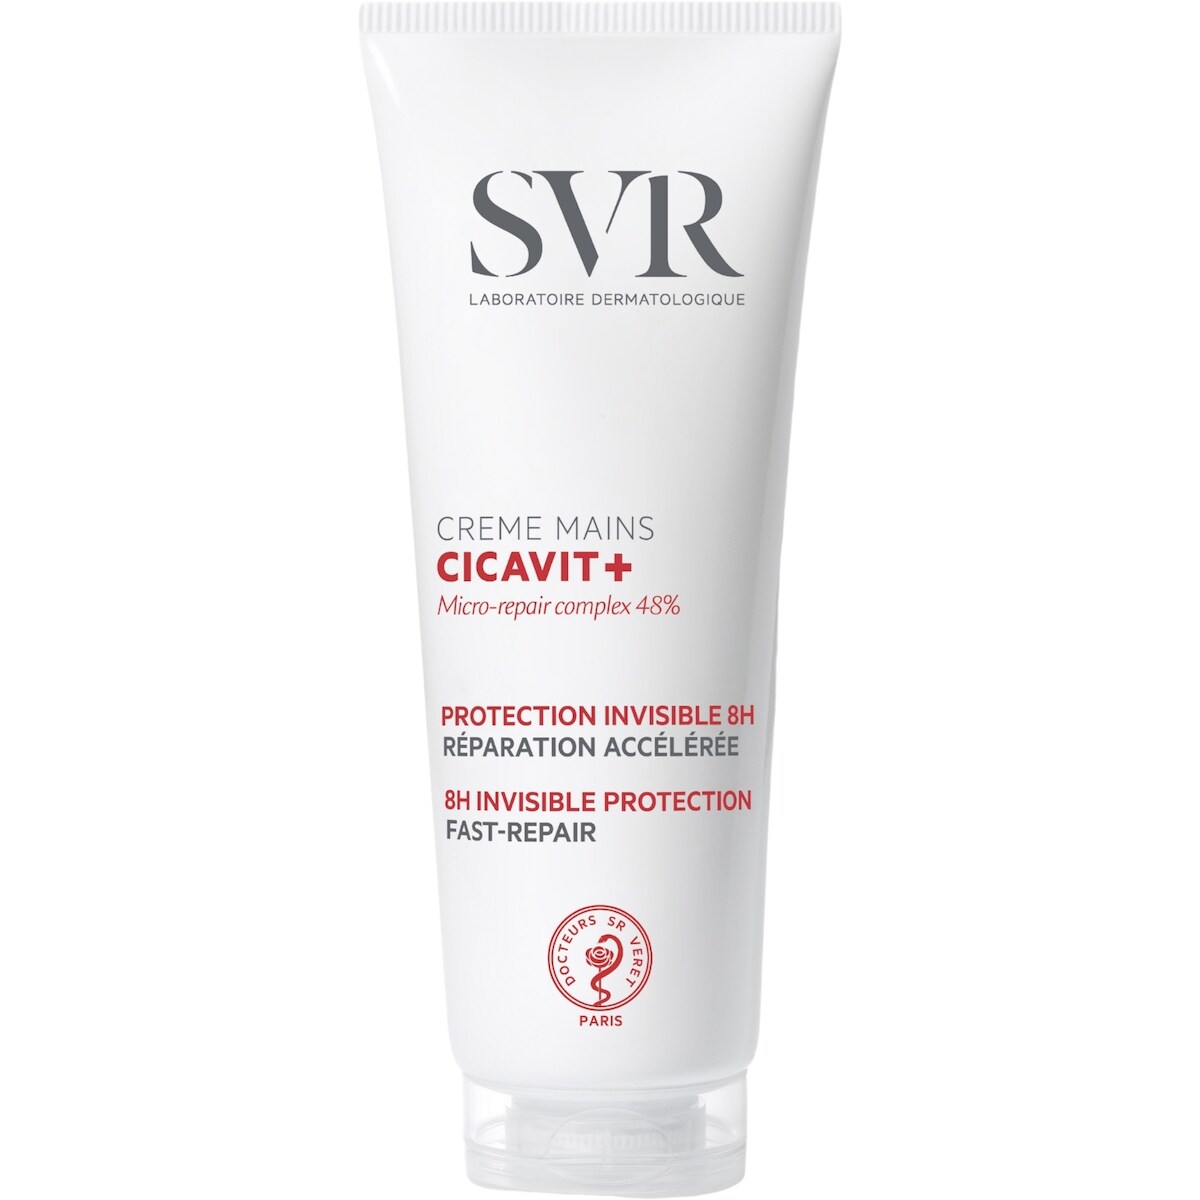 SVR
LABORATOIRE DERMATOLOGIQUE
CREME MAINS
CICAVIT+
Micro-repair complex 48%
PROTECTION INVISIBLE 8H
RÉPARATION ACCÉLÉRÉE
8H INVISIBLE PROTECTION
FAST-REPAIR
DOCTEURS SR VERET
PARIS